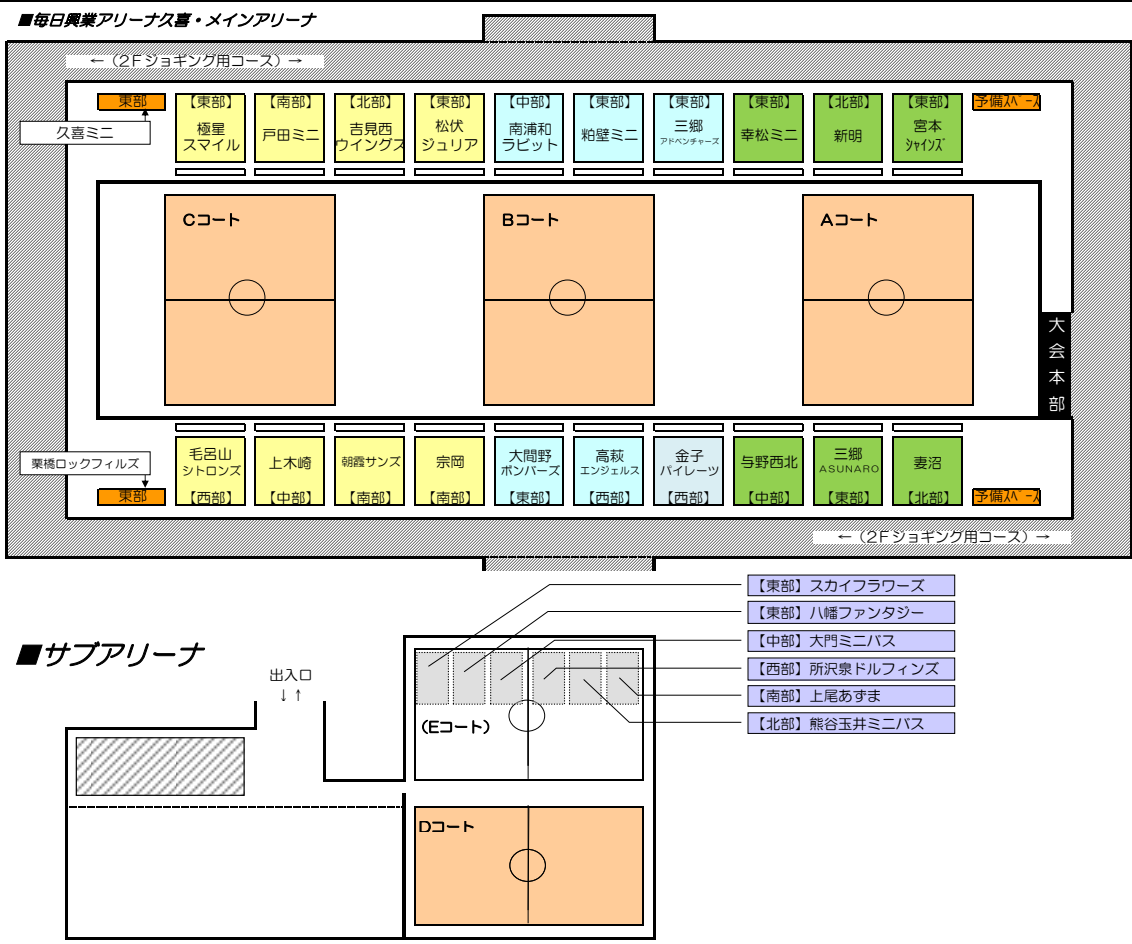 ■毎日興業アリーナ久喜・メインアリーナ
← (2Fジョギング用コース) →
東部
【東部】
極星
スマイル
【南部】
戸田ミニ
【北部】
吉見西
ウイングス
【東部】
松伏
ジュリア
【中部】
南浦和
ラビット
【東部】
粕壁ミニ
【東部】
三郷
アドベンチャーズ
【東部】
幸松ミニ
【北部】
新明
【東部】
宮本
シャインズ
予備スペース
久喜ミニ
Cコート
Bコート
Aコート
大会本部
栗橋ロックフィルズ
東部
毛呂山
シトロンズ
【西部】
上木崎
【中部】
朝霞サンズ
【南部】
宗岡
【南部】
大間野
ボンバーズ
【東部】
高萩
エンジェルス
【西部】
金子
パイレーツ
【西部】
与野西北
【中部】
三郷
ASUNARO
【東部】
妻沼
【北部】
予備スペース
← (2Fジョギング用コース) →
■サブアリーナ
出入口
↓ ↑
【東部】スカイフラワーズ
【東部】八幡ファンタジー
【中部】大門ミニバス
【西部】所沢泉ドルフィンズ
【南部】上尾あずま
【北部】熊谷玉井ミニバス
(Eコート)
Dコート